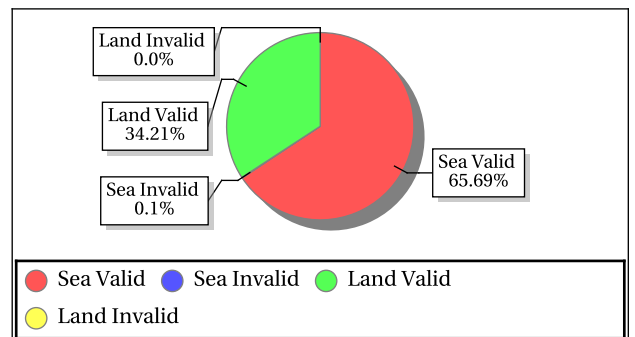 Land Invalid
0.0%
Land Valid
34.21%
Sea Invalid
0.1%
Sea Valid
65.69%
Sea Valid Sea Invalid Land Valid
Land Invalid